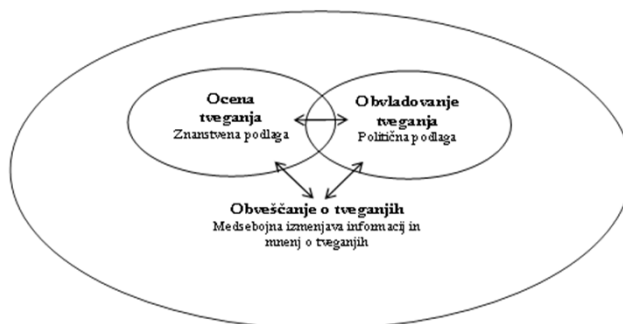 Ocena
tveganja
Znanstvena podlaga
Obvladovanje
tveganja
Politična podlaga
Obveščanje o tveganjih
Medsebojna izmenjava informacij in
mnenj o tveganjih